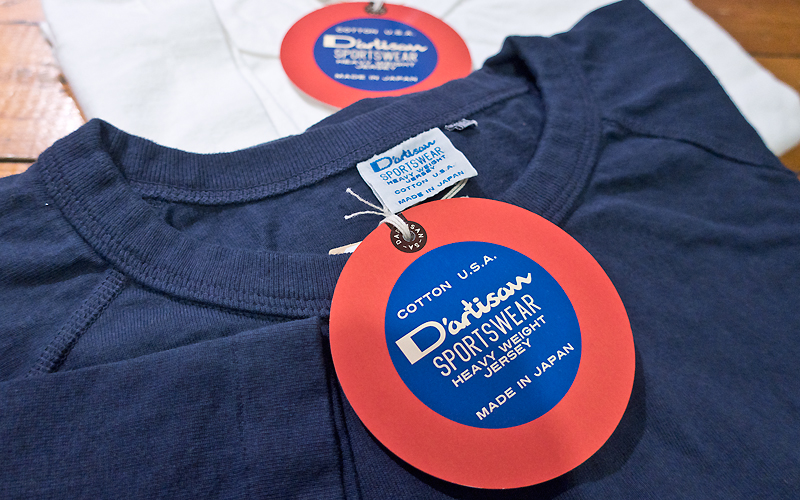 COTTON U.S.A.
D'artisan
SPORTSWEAR
HEAVY WEIGHT
JERSEY
MADE IN JAPAN
D'artisan
SPORTSWEAR
HEAVY WEIGHT
JERSEY
COTTON U.S.A.
MADE IN JAPAN
COTTON U.S.A.
D'artisan
SPORTSWEAR
HEAVY WEIGHT
JERSEY
MADE IN JAPAN